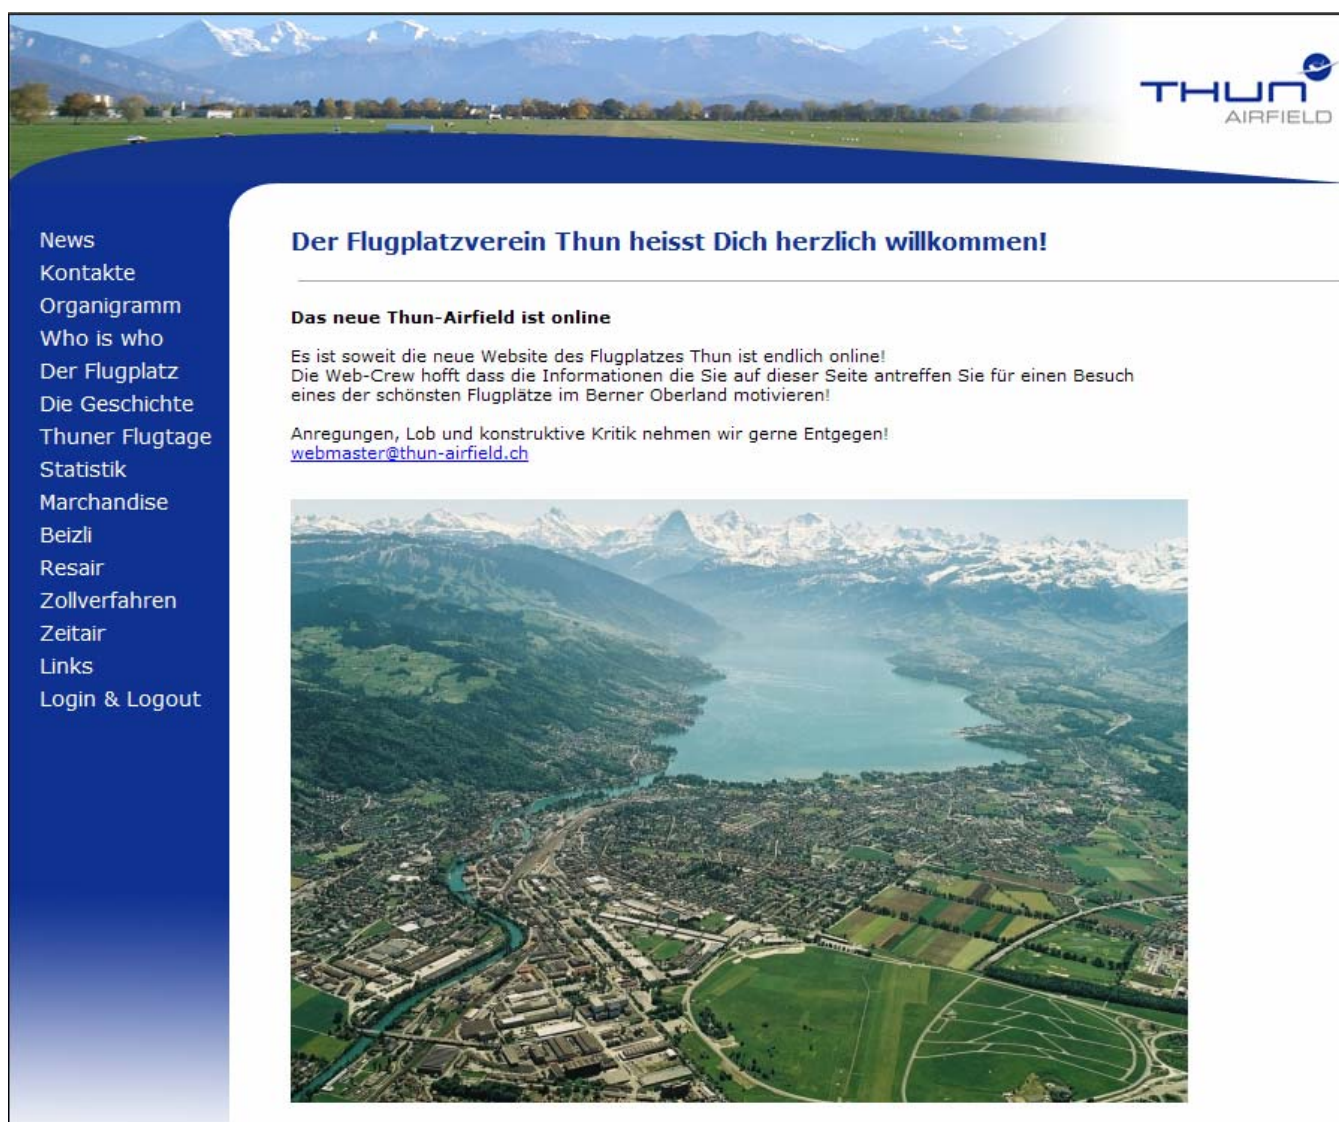 THUN
AIRFIELD
News
Kontakte
Organigramm
Who is who
Der Flugplatz
Die Geschichte
Thuner Flugtage
Statistik
Marchandise
Beizli
Resair
Zollverfahren
Zeitair
Links
Login & Logout
Der Flugplatzverein Thun heisst Dich herzlich willkommen!
Das neue Thun-Airfield ist online
Es ist soweit die neue Website des Flugplatzes Thun ist endlich online!
Die Web-Crew hofft dass die Informationen die Sie auf dieser Seite antreffen Sie für einen Besuch
eines der schönsten Flugplätze im Berner Oberland motivieren!
Anregungen, Lob und konstruktive Kritik nehmen wir gerne Entgegen!
webmaster@thun-airfield.ch